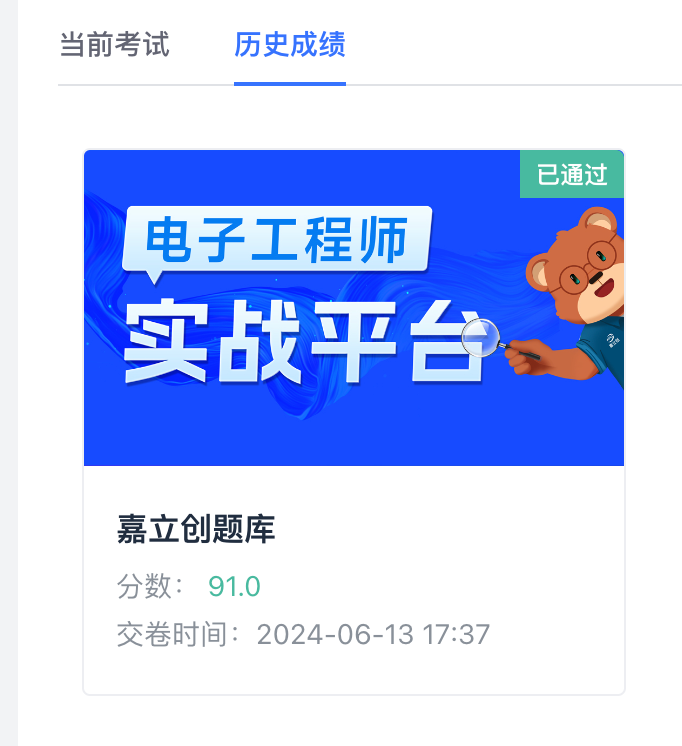 当前考试
历史成绩
已通过
电子工程师
实战平台
嘉立创题库
分数： 91.0
交卷时间：2024-06-13 17:37